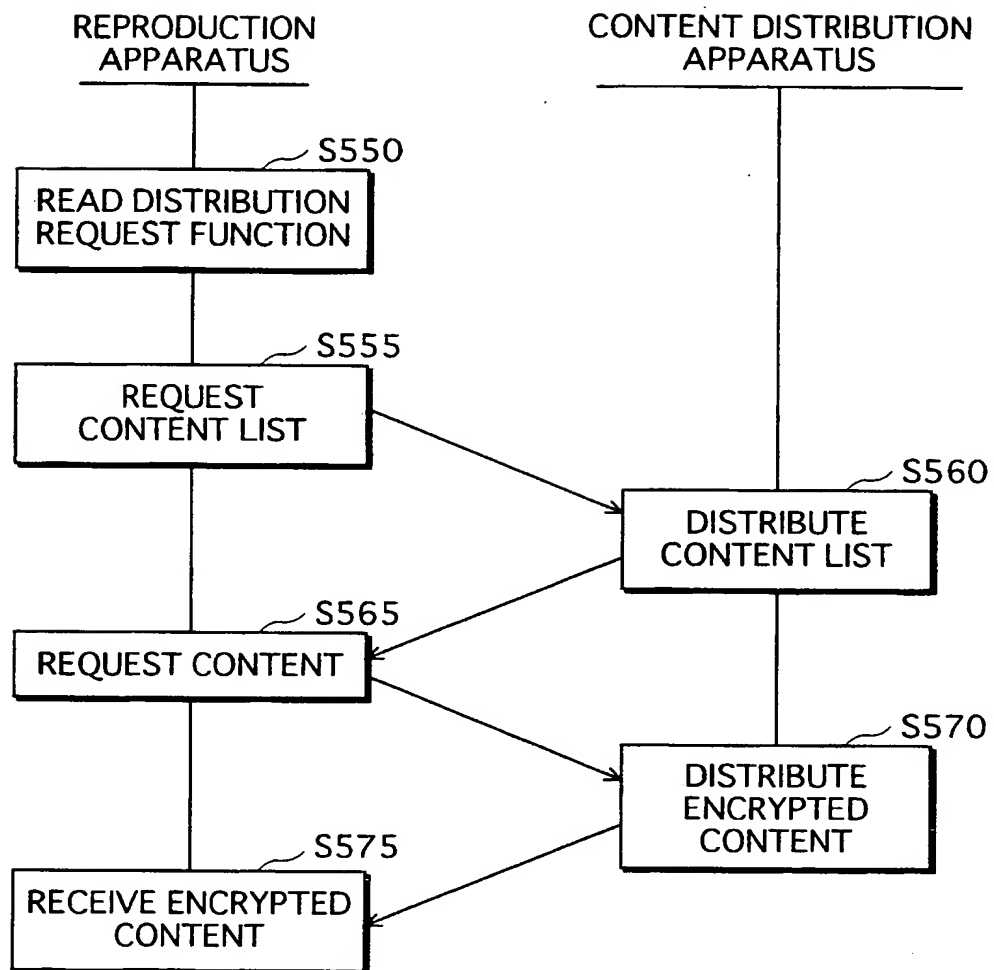 REPRODUCTION
APPARATUS
CONTENT DISTRIBUTION
APPARATUS
S550
READ DISTRIBUTION
REQUEST FUNCTION
S555
REQUEST
CONTENT LIST
S560
DISTRIBUTE
CONTENT LIST
S565
REQUEST CONTENT
S570
DISTRIBUTE
ENCRYPTED
CONTENT
S575
RECEIVE ENCRYPTED
CONTENT